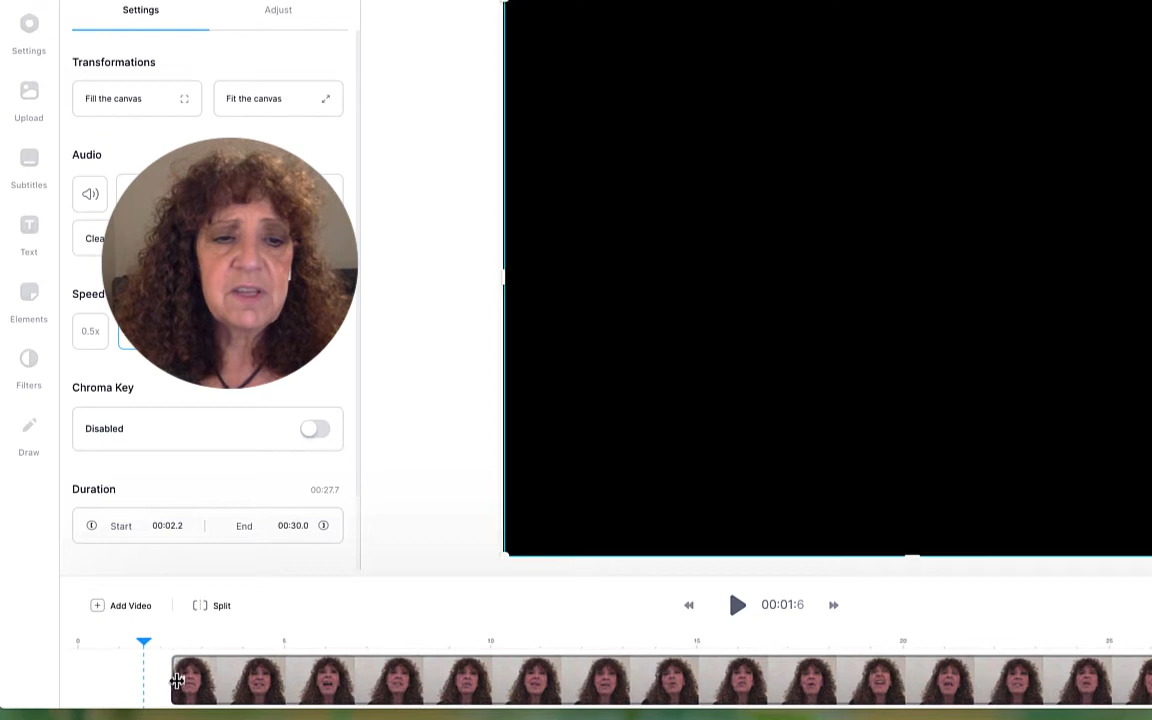 Settings
Adjust
Settings
Transformations
Fill the canvas
Fit the canvas
Upload
Audio
Subtitles
Clea
Text
Speed
Elements
0.5x
Filters
Chroma Key
Disabled
Draw
Duration
00:27.7
Start 00:02.2
End 00:30.0
Add Video
Split
00:01:6
0 5 10 15 20 25